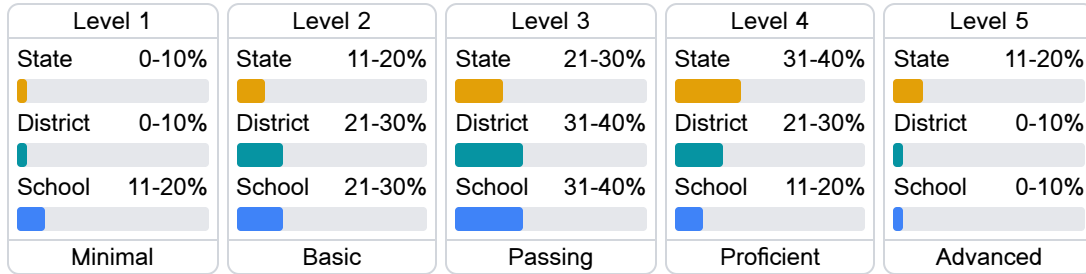 Level 1
State 0-10%
District 0-10%
School 11-20%
Minimal
Level 2
State 11-20%
District 21-30%
School 21-30%
Basic
Level 3
State 21-30%
District 31-40%
School 31-40%
Passing
Level 4
State 31-40%
District 21-30%
School 11-20%
Proficient
Level 5
State 11-20%
District 0-10%
School 0-10%
Advanced